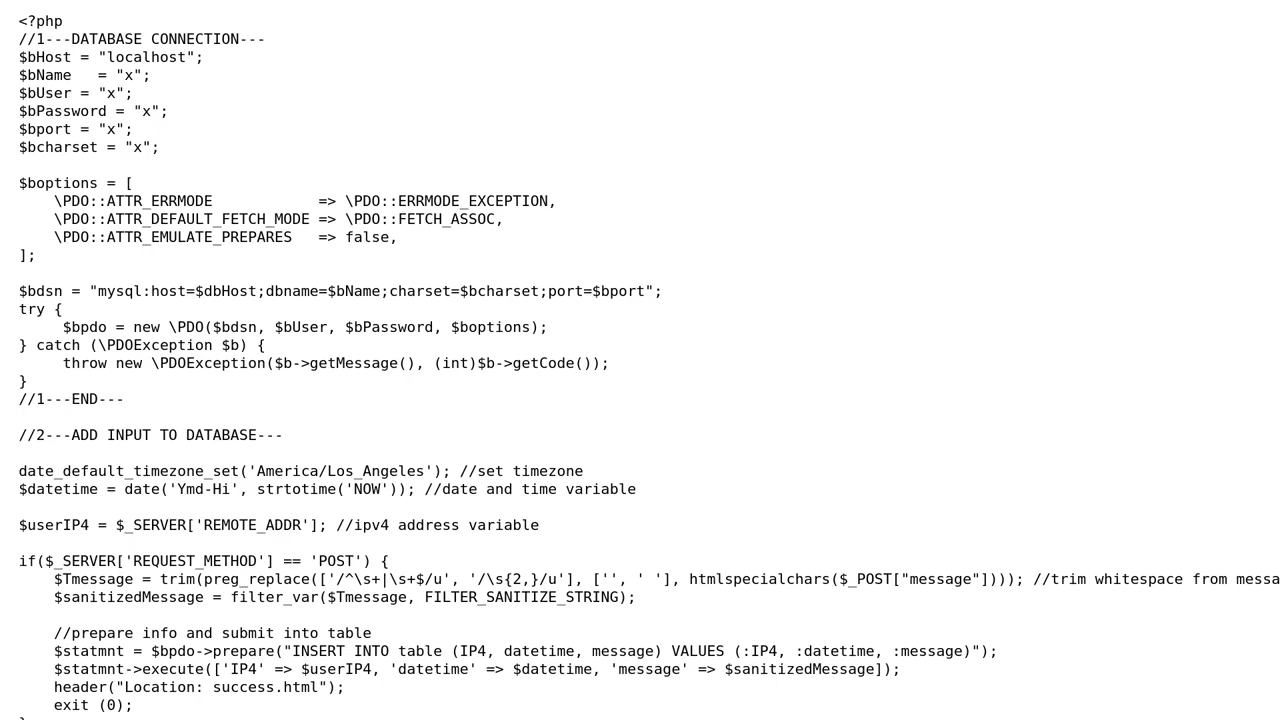 <?php
//1---DATABASE CONNECTION---
$bHost = "localhost";
$bName   = "x";
$bUser = "x";
$bPassword = "x";
$bport = "x";
$bcharset = "x";

$boptions = [
    \PDO::ATTR_ERRMODE            => \PDO::ERRMODE_EXCEPTION,
    \PDO::ATTR_DEFAULT_FETCH_MODE => \PDO::FETCH_ASSOC,
    \PDO::ATTR_EMULATE_PREPARES   => false,
];

$bdsn = "mysql:host=$dbHost;dbname=$bName;charset=$bcharset;port=$bport";
try {
     $bpdo = new \PDO($bdsn, $bUser, $bPassword, $boptions);
} catch (\PDOException $b) {
     throw new \PDOException($b->getMessage(), (int)$b->getCode());
}
//1---END---

//2---ADD INPUT TO DATABASE---

date_default_timezone_set('America/Los_Angeles'); //set timezone
$datetime = date('Ymd-Hi', strtotime('NOW')); //date and time variable

$userIP4 = $_SERVER['REMOTE_ADDR']; //ipv4 address variable

if($_SERVER['REQUEST_METHOD'] == 'POST') {
    $Tmessage = trim(preg_replace(['/^\s+|\s+$/u', '/\s{2,}/u'], ['', ' '], htmlspecialchars($_POST["message"]))); //trim whitespace from messa
    $sanitizedMessage = filter_var($Tmessage, FILTER_SANITIZE_STRING);

    //prepare info and submit into table
    $statmnt = $bpdo->prepare("INSERT INTO table (IP4, datetime, message) VALUES (:IP4, :datetime, :message)");
    $statmnt->execute(['IP4' => $userIP4, 'datetime' => $datetime, 'message' => $sanitizedMessage]);
    header("Location: success.html");
    exit (0);
}